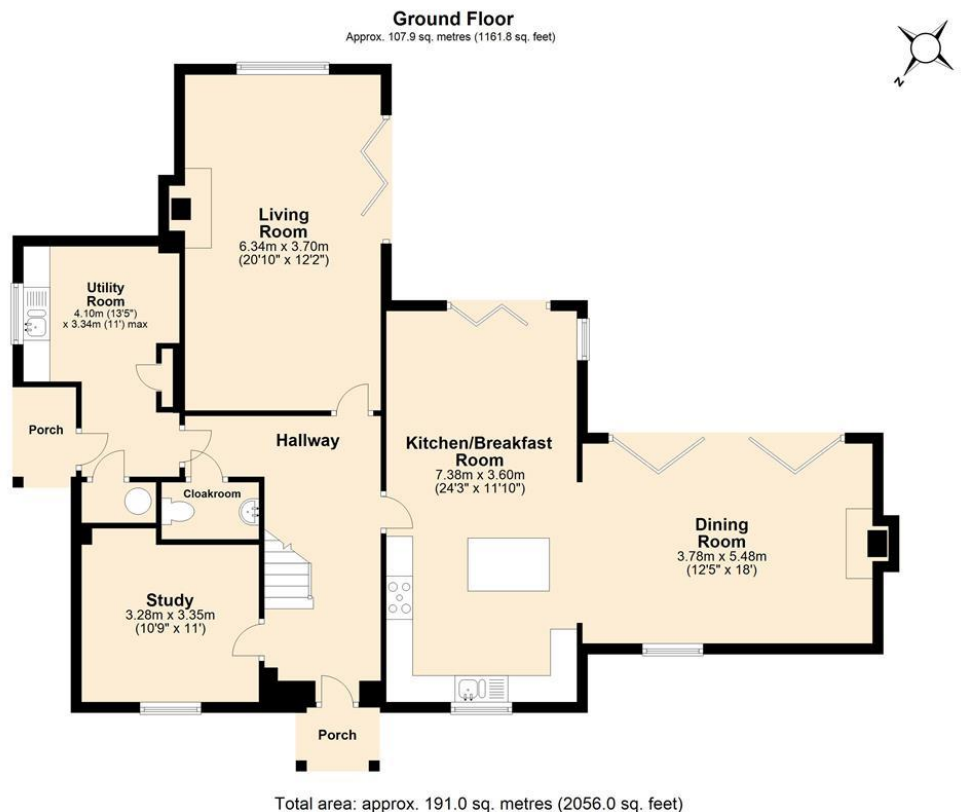 Ground Floor
Approx. 107.9 sq. metres (1161.8 sq. feet)
N
Living
Room
6.34m x 3.70m
(20'10" x 12'2")
Utility
Room
4.10m (13'5")
x 3.34m (11') max
Porch
Hallway
Cloakroom
Kitchen/Breakfast
Room
7.38m x 3.60m
(24'3" x 11'10")
Dining
Room
3.78m x 5.48m
(12'5" x 18')
Study
3.28m x 3.35m
(10'9" x 11')
Porch
Total area: approx. 191.0 sq. metres (2056.0 sq. feet)